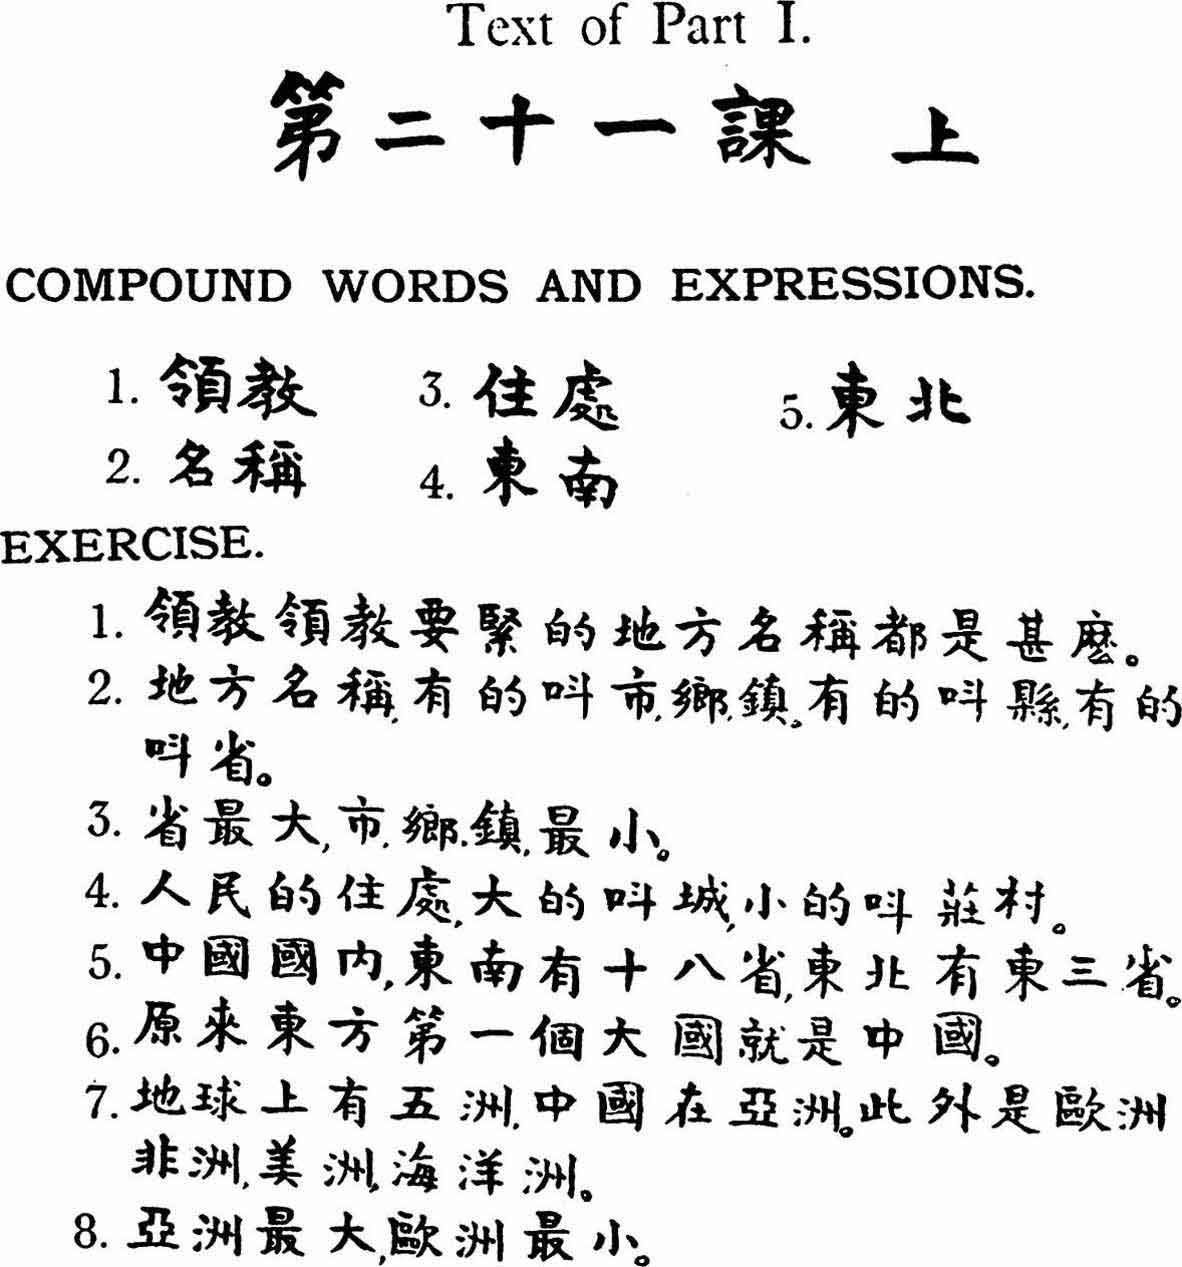 Text of Part I.
第二十一課 上
COMPOUND WORDS AND EXPRESSIONS.
1. 領教 3. 住處 5. 東北
2. 名稱 4. 東南
EXERCISE.
1. 領教領教要緊的地方名稱都是甚麼。
2. 地方名稱,有的呌市,鄉,鎮。有的呌縣,有的
呌省。
3. 省最大,市,鄉,鎮,最小。
4. 人民的住處,大的呌城,小的呌莊村。
5. 中國國内,東南有十八省,東北有東三省。
6. 原來東方第一個大國就是中國。
7. 地球上有五洲,中國在亞洲。此外是歐洲
非洲,美洲,海洋洲。
8. 亞洲最大,歐洲最小。